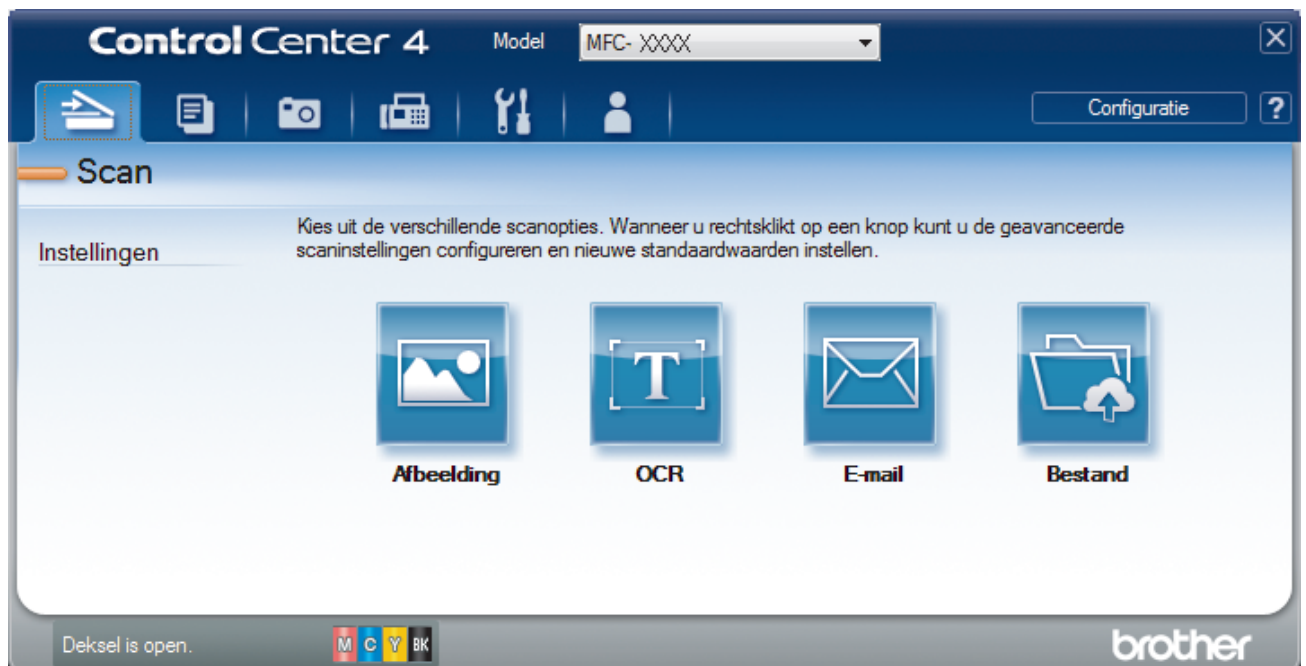 ControlCenter 4 Model MFC- XXXX
Configuratie ?
Scan
Instellingen
Kies uit de verschillende scanopties. Wanneer u rechtsklikt op een knop kunt u de geavanceerde
scaninstellingen configureren en nieuwe standaardwaarden instellen.
T
Afbeelding OCR E-mail Bestand
Deksel is open. M C Y BK brother